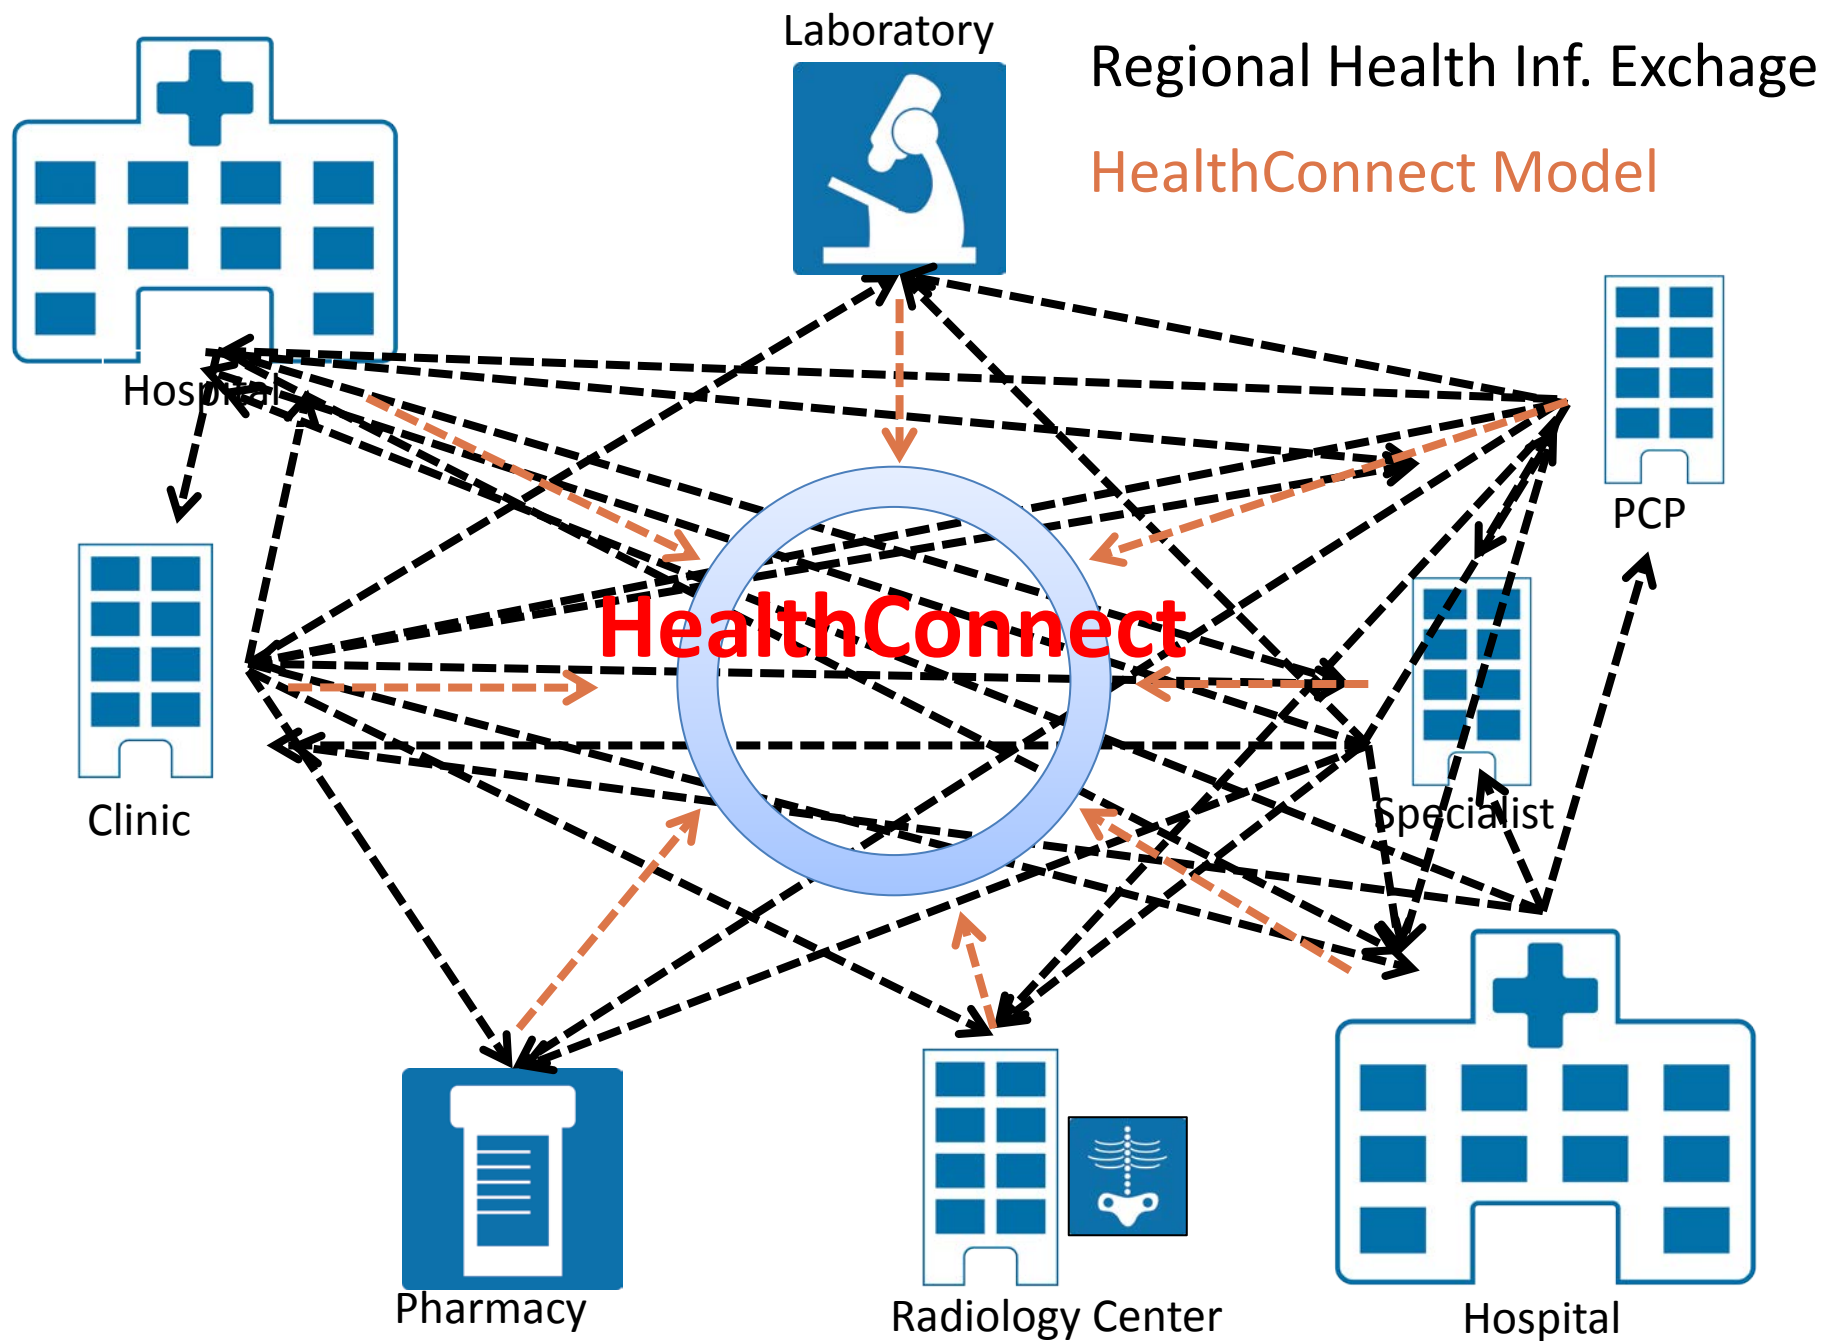 Laboratory
Regional Health Inf. Exchage
HealthConnect Model
Hospital
PCP
HealthConnect
Clinic
Specialist
Pharmacy
Radiology Center
Hospital